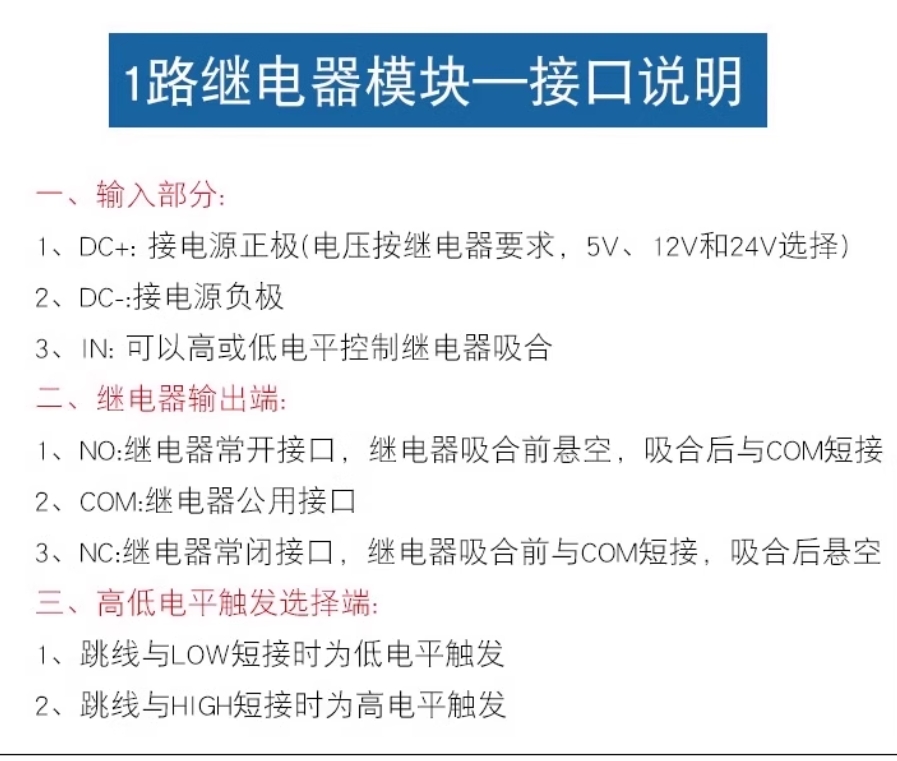 1路继电器模块—接口说明
一、输入部分:
1、DC+: 接电源正极(电压按继电器要求，5V、12V和24V选择)
2、DC-:接电源负极
3、IN: 可以高或低电平控制继电器吸合
二、继电器输出端:
1、NO:继电器常开接口，继电器吸合前悬空，吸合后与COM短接
2、COM:继电器公用接口
3、NC:继电器常闭接口，继电器吸合前与COM短接，吸合后悬空
三、高低电平触发选择端:
1、跳线与LOW短接时为低电平触发
2、跳线与HIGH短接时为高电平触发